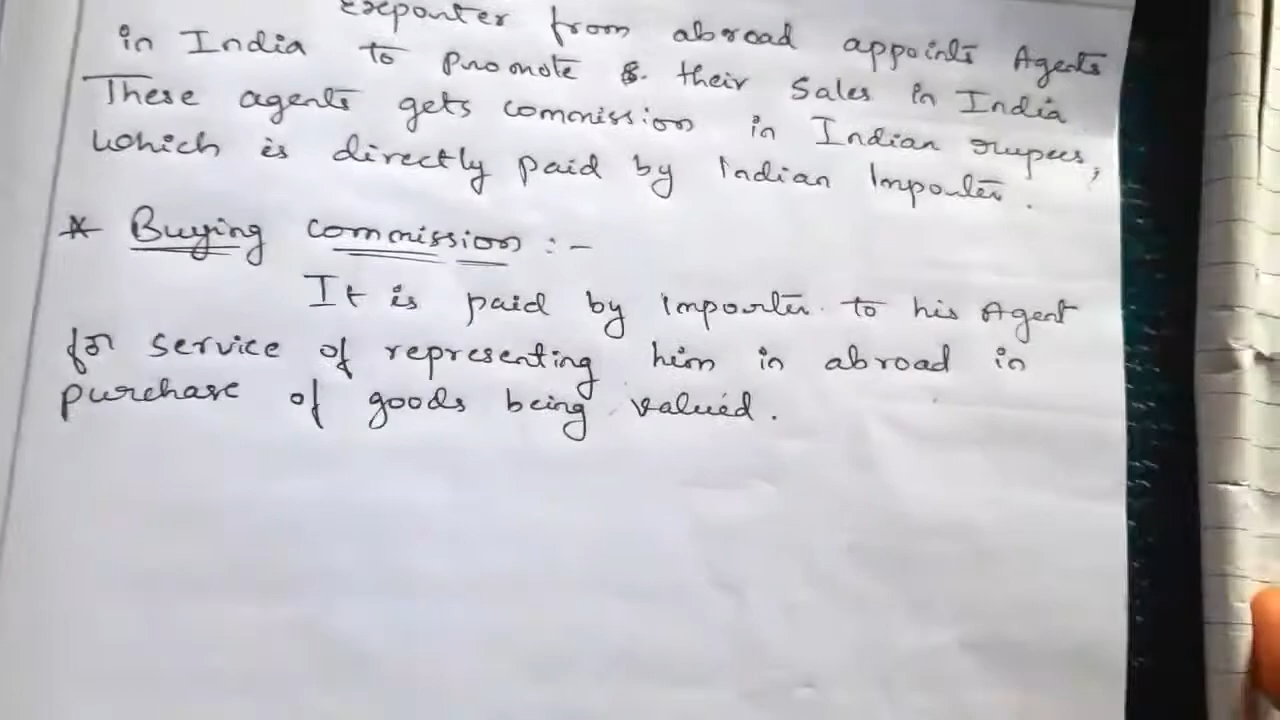 Exporter from abroad appoints Agents
in India to promote & their Sales in India
These agents gets commission in Indian rupees,
which is directly paid by Indian Importer.
* Buying commission :-
It is paid by Importer to his Agent
for service of representing him in abroad in
purchase of goods being valued.